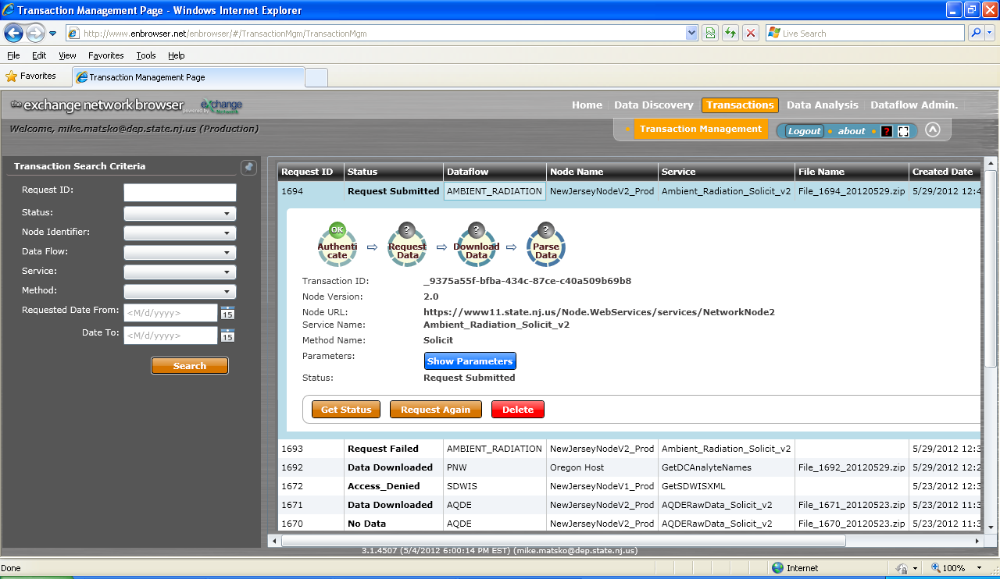 Transaction Management Page - Windows Internet Explorer
http://www.enbrowser.net/enbrowser/#/TransactionMgm/TransactionMgm
Live Search
File Edit View Favorites Tools Help
Favorites
Transaction Management Page
the exchange network browser powered by exchange Network
Home Data Discovery Transactions Data Analysis Dataflow Admin.
Welcome, mike.matsko@dep.state.nj.us (Production)
Transaction Management Logout about ?
Transaction Search Criteria
Request ID:
Status:
Node Identifier:
Data Flow:
Service:
Method:
Requested Date From: <M/d/yyyy> 15
Date To: <M/d/yyyy> 15
Search
Request ID Status Dataflow Node Name Service File Name Created Date
1694 Request Submitted AMBIENT_RADIATION NewJerseyNodeV2_Prod Ambient_Radiation_Solicit_v2 File_1694_20120529.zip 5/29/2012 12:4
OK ? ? ?
Authenti Request Download Parse
cate Data Data Data
Transaction ID: _9375a55f-bfba-434c-87ce-c40a509b69b8
Node Version: 2.0
Node URL: https://www11.state.nj.us/Node.WebServices/services/NetworkNode2
Service Name: Ambient_Radiation_Solicit_v2
Method Name: Solicit
Parameters: Show Parameters
Status: Request Submitted
Get Status Request Again Delete
1693 Request Failed AMBIENT_RADIATION NewJerseyNodeV2_Prod Ambient_Radiation_Solicit_v2 5/29/2012 12:3
1692 Data Downloaded PNW Oregon Host GetDCAnalyteNames File_1692_20120529.zip 5/29/2012 12:2
1672 Access_Denied SDWIS NewJerseyNodeV1_Prod GetSDWISXML 5/23/2012 12:3
1671 Data Downloaded AQDE NewJerseyNodeV2_Prod AQDERawData_Solicit_v2 File_1671_20120523.zip 5/23/2012 11:3
1670 No Data AQDE NewJerseyNodeV2_Prod AQDERawData_Solicit_v2 File_1670_20120523.zip 5/23/2012 11:3
3.1.4507 (5/4/2012 6:00:14 PM EST) (mike.matsko@dep.state.nj.us)
Done Internet 100%